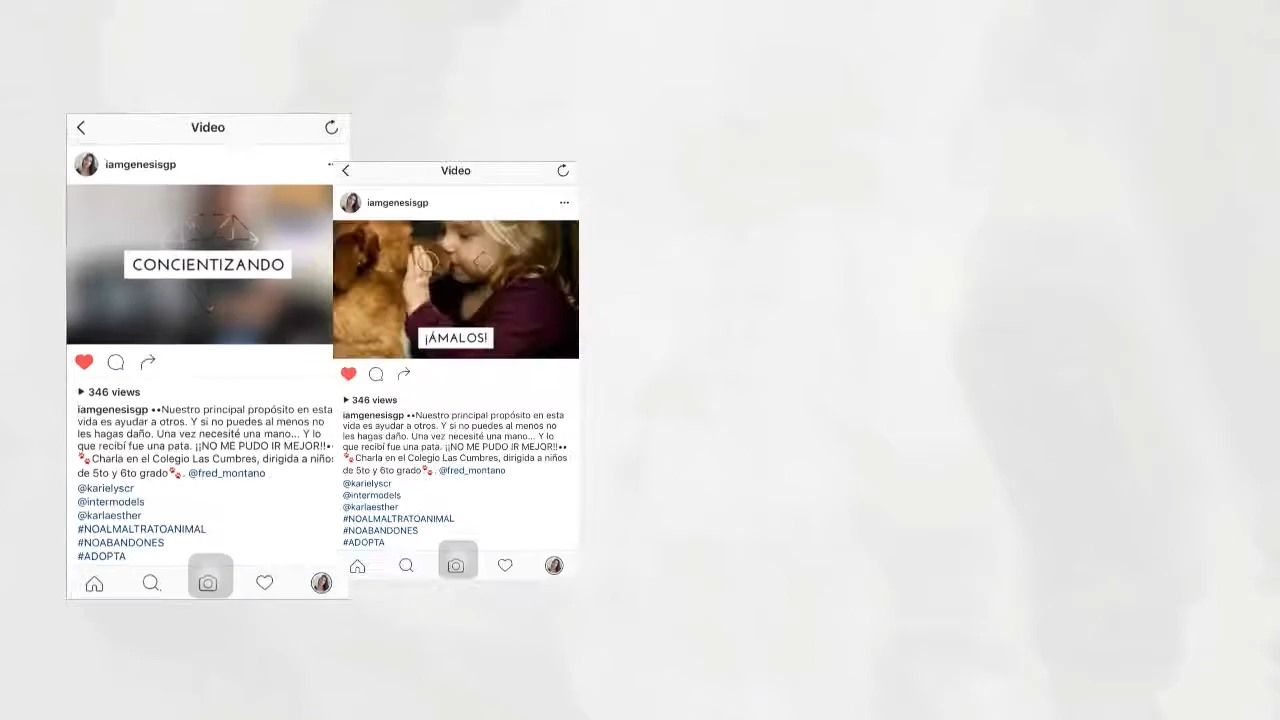 Video
iamgenesisgp
CONCIENTIZANDO
346 views
iamgenesisgp ••Nuestro principal propósito en esta
vida es ayudar a otros. Y si no puedes al menos no
les hagas daño. Una vez necesité una mano... Y lo
que recibí fue una pata. ¡¡NO ME PUDO IR MEJOR!!••
🐾Charla en el Colegio Las Cumbres, dirigida a niños
de 5to y 6to grado🐾. @fred_montano
@karielyscr
@intermodels
@karlaesther
#NOALMALTRATOANIMAL
#NOABANDONES
#ADOPTA
Video
iamgenesisgp
¡ÁMALOS!
346 views
iamgenesisgp ••Nuestro principal propósito en esta
vida es ayudar a otros. Y si no puedes al menos no
les hagas daño. Una vez necesité una mano... Y lo
que recibí fue una pata. ¡¡NO ME PUDO IR MEJOR!!••
🐾Charla en el Colegio Las Cumbres, dirigida a niños
de 5to y 6to grado🐾. @fred_montano
@karielyscr
@intermodels
@karlaesther
#NOALMALTRATOANIMAL
#NOABANDONES
#ADOPTA